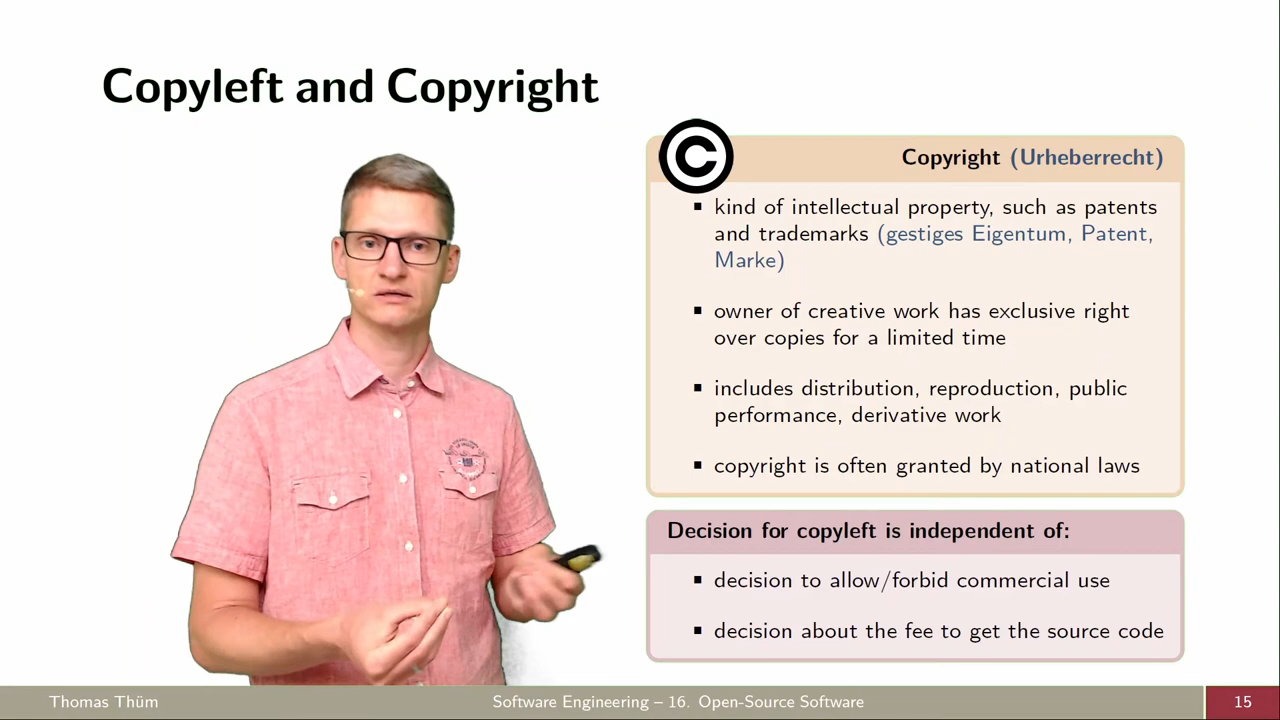 Copyleft and Copyright
Copyright (Urheberrecht)
▪ kind of intellectual property, such as patents
and trademarks (gestiges Eigentum, Patent,
Marke)
▪ owner of creative work has exclusive right
over copies for a limited time
▪ includes distribution, reproduction, public
performance, derivative work
▪ copyright is often granted by national laws
Decision for copyleft is independent of:
▪ decision to allow/forbid commercial use
▪ decision about the fee to get the source code
Thomas Thüm
Software Engineering – 16. Open-Source Software
15